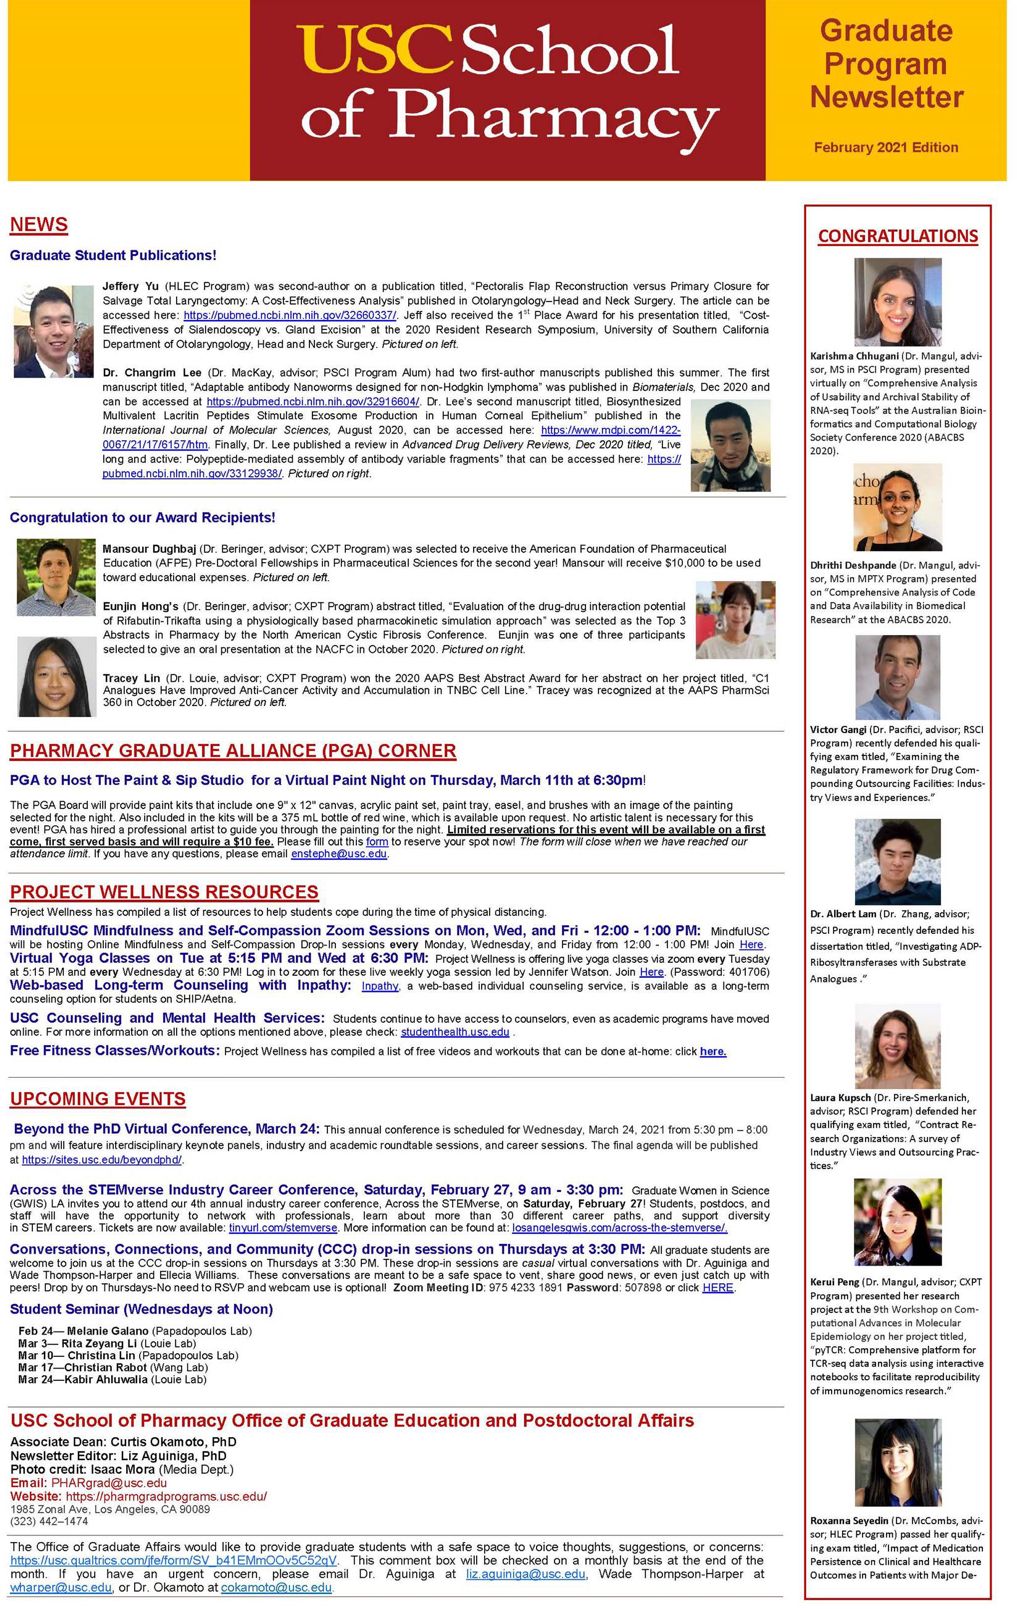 USC School
of Pharmacy
Graduate
Program
Newsletter
February 2021 Edition
NEWS
Graduate Student Publications!
Jeffery Yu (HLEC Program) was second-author on a publication titled, “Pectoralis Flap Reconstruction versus Primary Closure for
Salvage Total Laryngectomy: A Cost-Effectiveness Analysis” published in Otolaryngology–Head and Neck Surgery. The article can be
accessed here: https://pubmed.ncbi.nlm.nih.gov/32660337/. Jeff also received the 1st Place Award for his presentation titled, “Cost-
Effectiveness of Sialendoscopy vs. Gland Excision” at the 2020 Resident Research Symposium, University of Southern California
Department of Otolaryngology, Head and Neck Surgery. Pictured on left.
Dr. Changrim Lee (Dr. MacKay, advisor; PSCI Program Alum) had two first-author manuscripts published this summer. The first
manuscript titled, “Adaptable antibody Nanoworms designed for non-Hodgkin lymphoma” was published in Biomaterials, Dec 2020 and
can be accessed at https://pubmed.ncbi.nlm.nih.gov/32916604/. Dr. Lee's second manuscript titled, Biosynthesized
Multivalent Lacritin Peptides Stimulate Exosome Production in Human Corneal Epithelium” published in the
International Journal of Molecular Sciences, August 2020, can be accessed here: https://www.mdpi.com/1422-
0067/21/17/6157/htm. Finally, Dr. Lee published a review in Advanced Drug Delivery Reviews, Dec 2020 titled, “Live
long and active: Polypeptide-mediated assembly of antibody variable fragments” that can be accessed here: https://
pubmed.ncbi.nlm.nih.gov/33129938/. Pictured on right.
Congratulation to our Award Recipients!
Mansour Dughbaj (Dr. Beringer, advisor; CXPT Program) was selected to receive the American Foundation of Pharmaceutical
Education (AFPE) Pre-Doctoral Fellowships in Pharmaceutical Sciences for the second year! Mansour will receive $10,000 to be used
toward educational expenses. Pictured on left.
Eunjin Hong's (Dr. Beringer, advisor; CXPT Program) abstract titled, “Evaluation of the drug-drug interaction potential
of Rifabutin-Trikafta using a physiologically based pharmacokinetic simulation approach” was selected as the Top 3
Abstracts in Pharmacy by the North American Cystic Fibrosis Conference. Eunjin was one of three participants
selected to give an oral presentation at the NACFC in October 2020. Pictured on right.
Tracey Lin (Dr. Louie, advisor; CXPT Program) won the 2020 AAPS Best Abstract Award for her abstract on her project titled, “C1
Analogues Have Improved Anti-Cancer Activity and Accumulation in TNBC Cell Line.” Tracey was recognized at the AAPS PharmSci
360 in October 2020. Pictured on left.
PHARMACY GRADUATE ALLIANCE (PGA) CORNER
PGA to Host The Paint & Sip Studio for a Virtual Paint Night on Thursday, March 11th at 6:30pm!
The PGA Board will provide paint kits that include one 9" x 12" canvas, acrylic paint set, paint tray, easel, and brushes with an image of the painting
selected for the night. Also included in the kits will be a 375 mL bottle of red wine, which is available upon request. No artistic talent is necessary for this
event! PGA has hired a professional artist to guide you through the painting for the night. Limited reservations for this event will be available on a first
come, first served basis and will require a $10 fee. Please fill out this form to reserve your spot now! The form will close when we have reached our
attendance limit. If you have any questions, please email enstephe@usc.edu.
PROJECT WELLNESS RESOURCES
Project Wellness has compiled a list of resources to help students cope during the time of physical distancing.
MindfulUSC Mindfulness and Self-Compassion Zoom Sessions on Mon, Wed, and Fri - 12:00 - 1:00 PM: MindfulUSC
will be hosting Online Mindfulness and Self-Compassion Drop-In sessions every Monday, Wednesday, and Friday from 12:00 - 1:00 PM! Join Here.
Virtual Yoga Classes on Tue at 5:15 PM and Wed at 6:30 PM: Project Wellness is offering live yoga classes via zoom every Tuesday
at 5:15 PM and every Wednesday at 6:30 PM! Log in to zoom for these live weekly yoga session led by Jennifer Watson. Join Here. (Password: 401706)
Web-based Long-term Counseling with Inpathy: Inpathy, a web-based individual counseling service, is available as a long-term
counseling option for students on SHIP/Aetna.
USC Counseling and Mental Health Services: Students continue to have access to counselors, even as academic programs have moved
online. For more information on all the options mentioned above, please check: studenthealth.usc.edu .
Free Fitness Classes/Workouts: Project Wellness has compiled a list of free videos and workouts that can be done at-home: click here.
UPCOMING EVENTS
Beyond the PhD Virtual Conference, March 24: This annual conference is scheduled for Wednesday, March 24, 2021 from 5:30 pm – 8:00
pm and will feature interdisciplinary keynote panels, industry and academic roundtable sessions, and career sessions. The final agenda will be published
at https://sites.usc.edu/beyondphd/.
Across the STEMverse Industry Career Conference, Saturday, February 27, 9 am - 3:30 pm: Graduate Women in Science
(GWIS) LA invites you to attend our 4th annual industry career conference, Across the STEMverse, on Saturday, February 27! Students, postdocs, and
staff will have the opportunity to network with professionals, learn about more than 30 different career paths, and support diversity
in STEM careers. Tickets are now available: tinyurl.com/stemverse. More information can be found at: losangelesgwis.com/across-the-stemverse/.
Conversations, Connections, and Community (CCC) drop-in sessions on Thursdays at 3:30 PM: All graduate students are
welcome to join us at the CCC drop-in sessions on Thursdays at 3:30 PM. These drop-in sessions are casual virtual conversations with Dr. Aguiniga and
Wade Thompson-Harper and Ellecia Williams. These conversations are meant to be a safe space to vent, share good news, or even just catch up with
peers! Drop by on Thursdays-No need to RSVP and webcam use is optional! Zoom Meeting ID: 975 4233 1891 Password: 507898 or click HERE.
Student Seminar (Wednesdays at Noon)
Feb 24— Melanie Galano (Papadopoulos Lab)
Mar 3— Rita Zeyang Li (Louie Lab)
Mar 10— Christina Lin (Papadopoulos Lab)
Mar 17—Christian Rabot (Wang Lab)
Mar 24—Kabir Ahluwalia (Louie Lab)
USC School of Pharmacy Office of Graduate Education and Postdoctoral Affairs
Associate Dean: Curtis Okamoto, PhD
Newsletter Editor: Liz Aguiniga, PhD
Photo credit: Isaac Mora (Media Dept.)
Email: PHARgrad@usc.edu
Website: https://pharmgradprograms.usc.edu/
1985 Zonal Ave, Los Angeles, CA 90089
(323) 442–1474
The Office of Graduate Affairs would like to provide graduate students with a safe space to voice thoughts, suggestions, or concerns:
https://usc.qualtrics.com/jfe/form/SV_b41EMmOOv5C52qV. This comment box will be checked on a monthly basis at the end of the
month. If you have an urgent concern, please email Dr. Aguiniga at liz.aguiniga@usc.edu, Wade Thompson-Harper at
wharper@usc.edu, or Dr. Okamoto at cokamoto@usc.edu.
CONGRATULATIONS
Karishma Chhugani (Dr. Mangul, advi-
sor, MS in PSCI Program) presented
virtually on “Comprehensive Analysis
of Usability and Archival Stability of
RNA-seq Tools” at the Australian Bioin-
formatics and Computational Biology
Society Conference 2020 (ABACBS
2020).
cho
arm
Dhrithi Deshpande (Dr. Mangul, advi-
sor, MS in MPTX Program) presented
on “Comprehensive Analysis of Code
and Data Availability in Biomedical
Research” at the ABACBS 2020.
Victor Gangi (Dr. Pacifici, advisor; RSCI
Program) recently defended his quali-
fying exam titled, “Examining the
Regulatory Framework for Drug Com-
pounding Outsourcing Facilities: Indus-
try Views and Experiences.”
Dr. Albert Lam (Dr. Zhang, advisor;
PSCI Program) recently defended his
dissertation titled, “Investigating ADP-
Ribosyltransferases with Substrate
Analogues .”
Laura Kupsch (Dr. Pire-Smerkanich,
advisor; RSCI Program) defended her
qualifying exam titled, “Contract Re-
search Organizations: A survey of
Industry Views and Outsourcing Prac-
tices.”
Kerui Peng (Dr. Mangul, advisor; CXPT
Program) presented her research
project at the 9th Workshop on Com-
putational Advances in Molecular
Epidemiology on her project titled,
“pyTCR: Comprehensive platform for
TCR-seq data analysis using interactive
notebooks to facilitate reproducibility
of immunogenomics research.”
Roxanna Seyedin (Dr. McCombs, advi-
sor; HLEC Program) passed her qualify-
ing exam titled, “Impact of Medication
Persistence on Clinical and Healthcare
Outcomes in Patients with Major De-